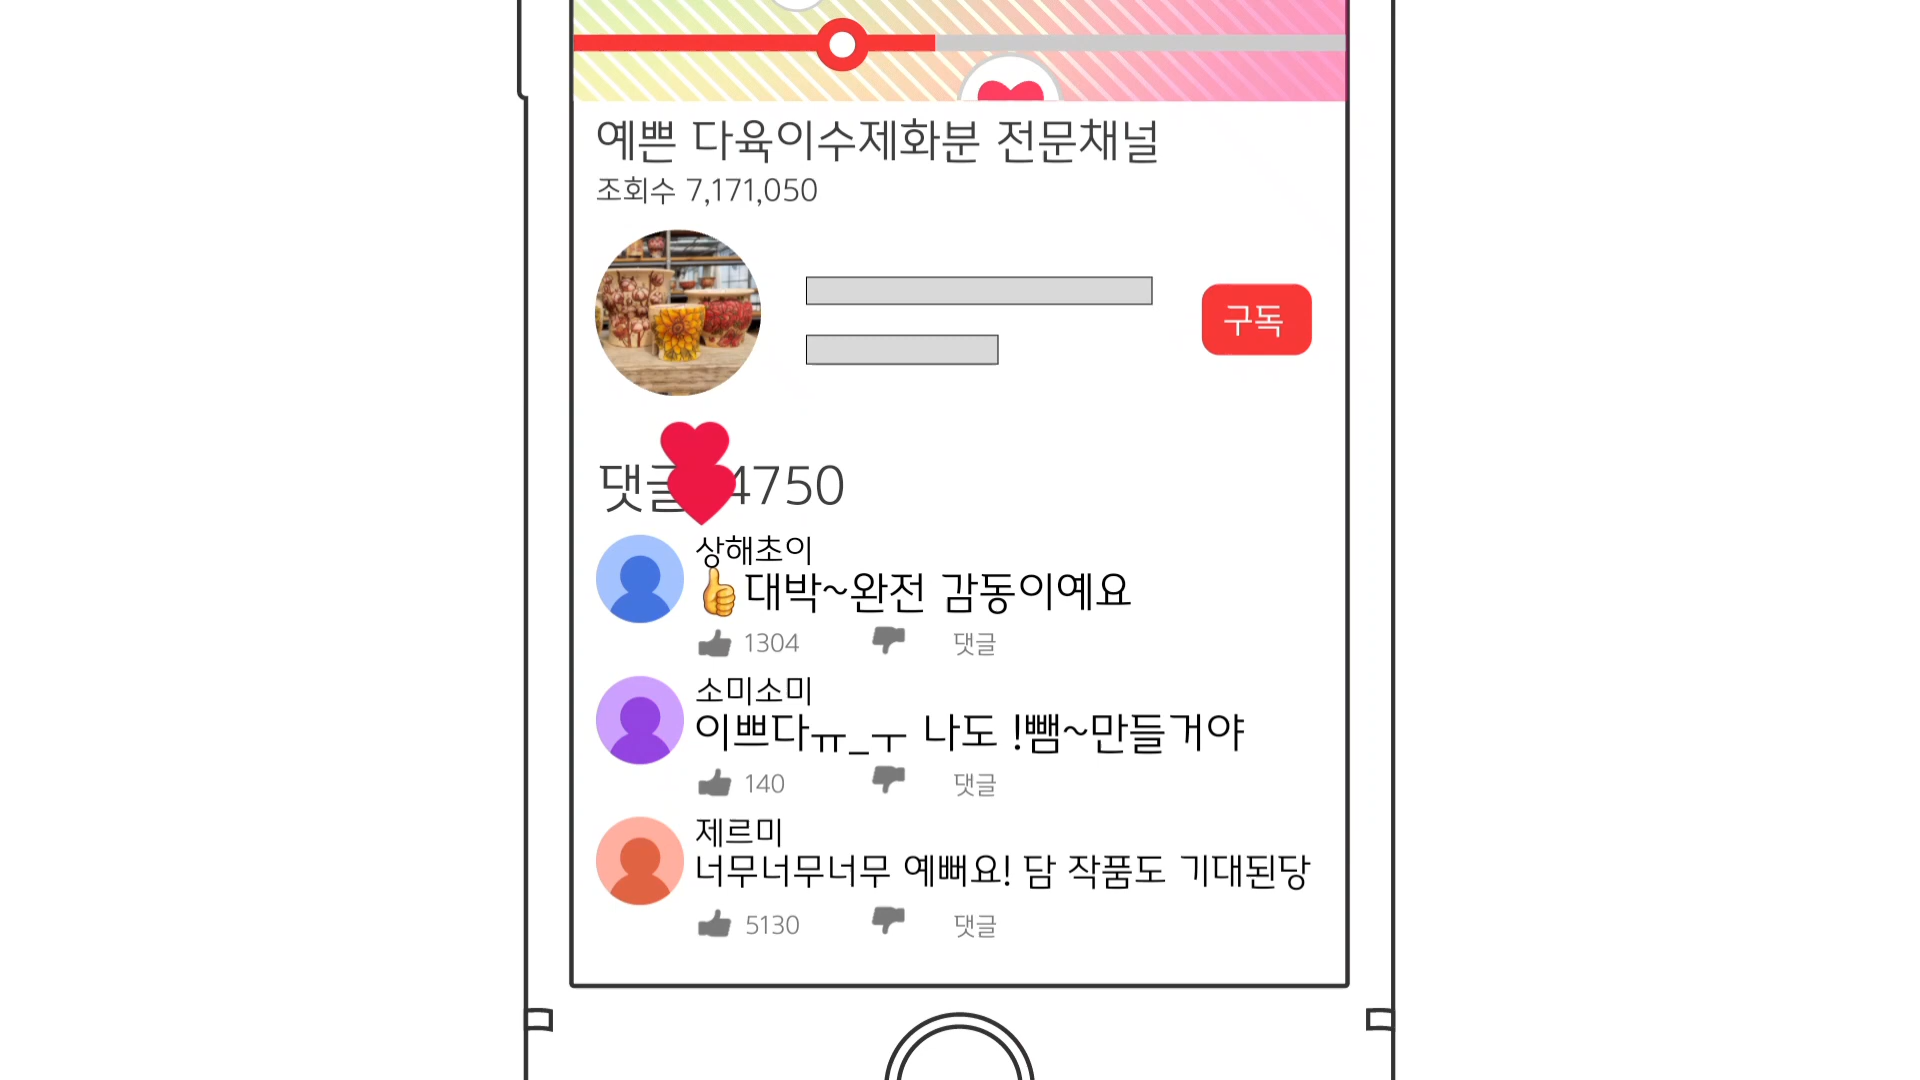 예쁜 다육이수제화분 전문채널
조회수 7,171,050
구독
댓글 4750
상해초이
👍대박~완전 감동이예요
1304 댓글
소미소미
이쁘다ㅠ_ㅜ 나도 !뺌~만들거야
140 댓글
제르미
너무너무너무 예뻐요! 담 작품도 기대된당
5130 댓글